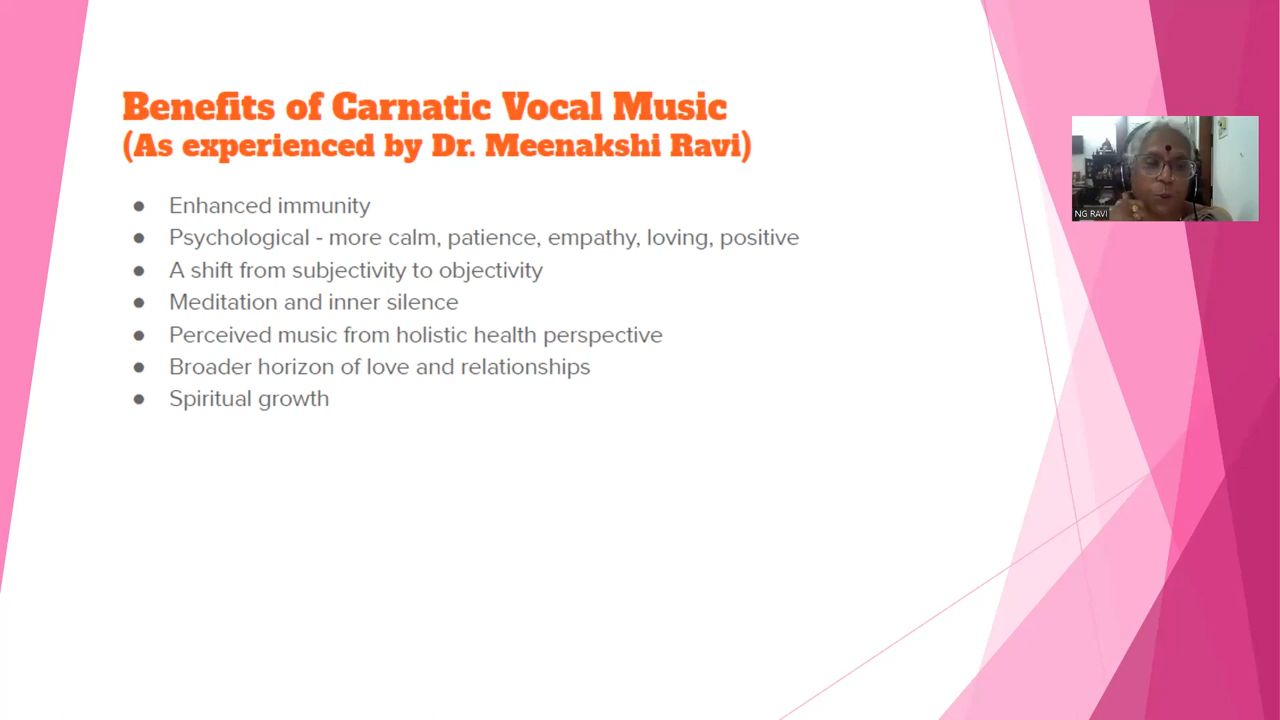 Benefits of Carnatic Vocal Music
(As experienced by Dr. Meenakshi Ravi)
● Enhanced immunity
● Psychological - more calm, patience, empathy, loving, positive
● A shift from subjectivity to objectivity
● Meditation and inner silence
● Perceived music from holistic health perspective
● Broader horizon of love and relationships
● Spiritual growth
NG RAVI